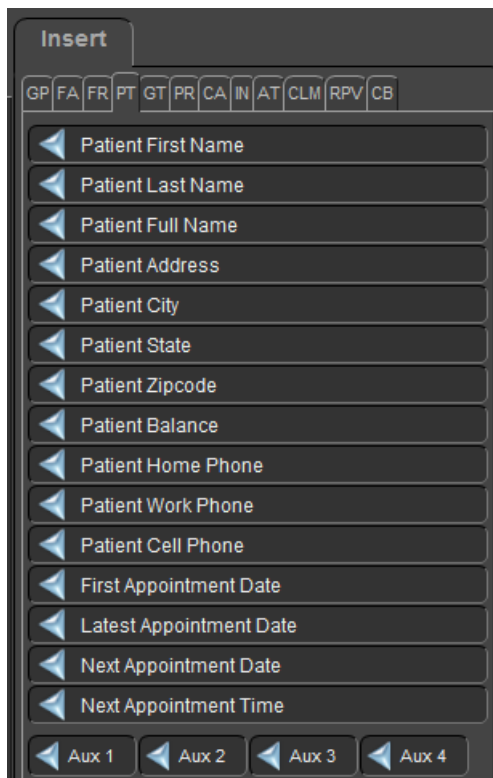 Insert
GP FA FR PT GT PR CA IN AT CLM RPV CB
Patient First Name
Patient Last Name
Patient Full Name
Patient Address
Patient City
Patient State
Patient Zipcode
Patient Balance
Patient Home Phone
Patient Work Phone
Patient Cell Phone
First Appointment Date
Latest Appointment Date
Next Appointment Date
Next Appointment Time
Aux 1 Aux 2 Aux 3 Aux 4